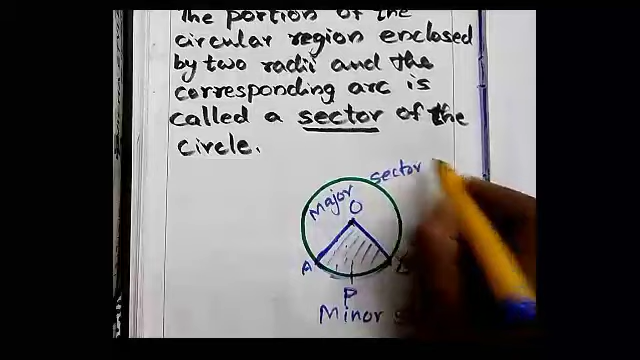 The portion of the
circular region enclosed
by two radii and the
corresponding arc is
called a sector of the
circle.
Major sector
O
A
P
Minor